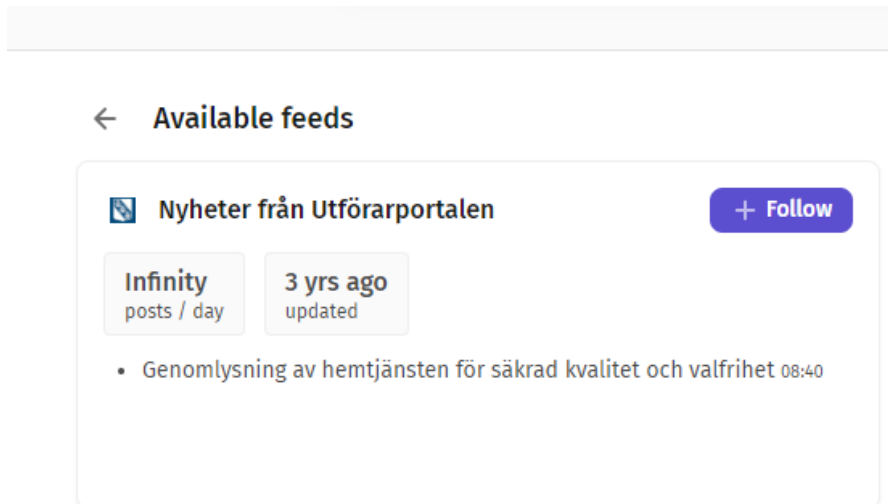 Available feeds
Nyheter från Utförarportalen
+ Follow
Infinity
posts / day
3 yrs ago
updated
• Genomlysning av hemtjänsten för säkrad kvalitet och valfrihet 08:40